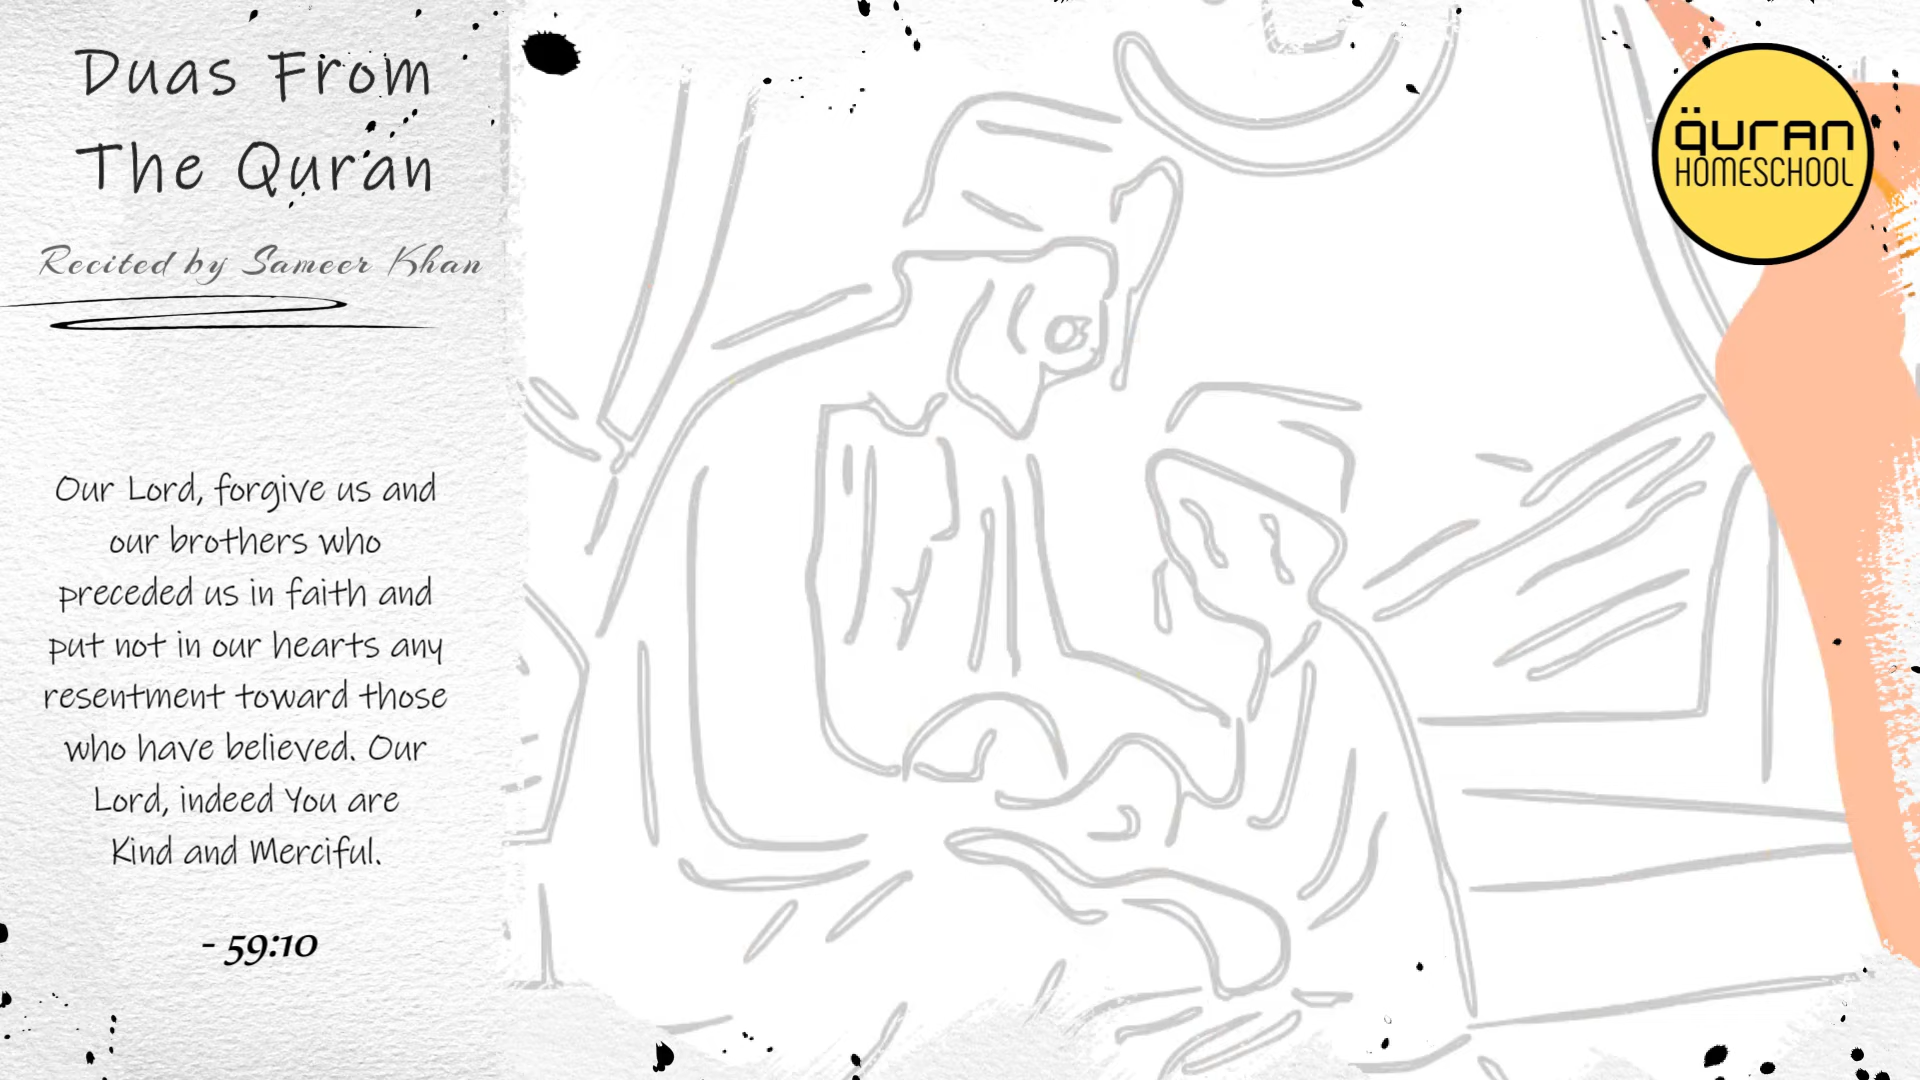 Duas From
The Quran
Recited by Sameer Khan
Our Lord, forgive us and
our brothers who
preceded us in faith and
put not in our hearts any
resentment toward those
who have believed. Our
Lord, indeed You are
Kind and Merciful.
- 59:10
QURAN
HOMESCHOOL